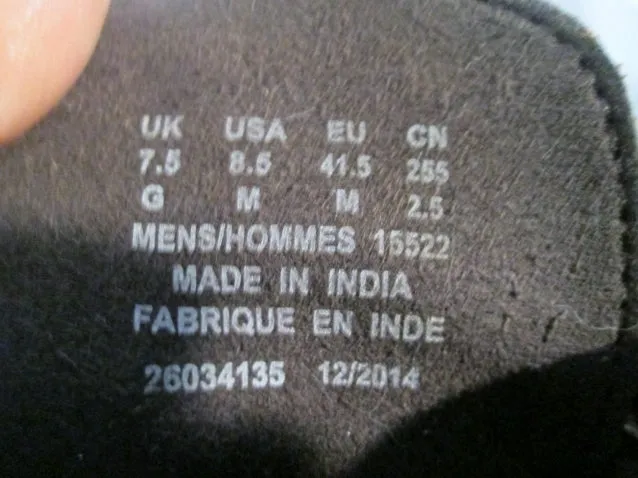 UK USA EU CN
7.5 8.5 41.5 255
G M M 2.5
MENS/HOMMES 15522
MADE IN INDIA
FABRIQUE EN INDE
26034135 12/2014